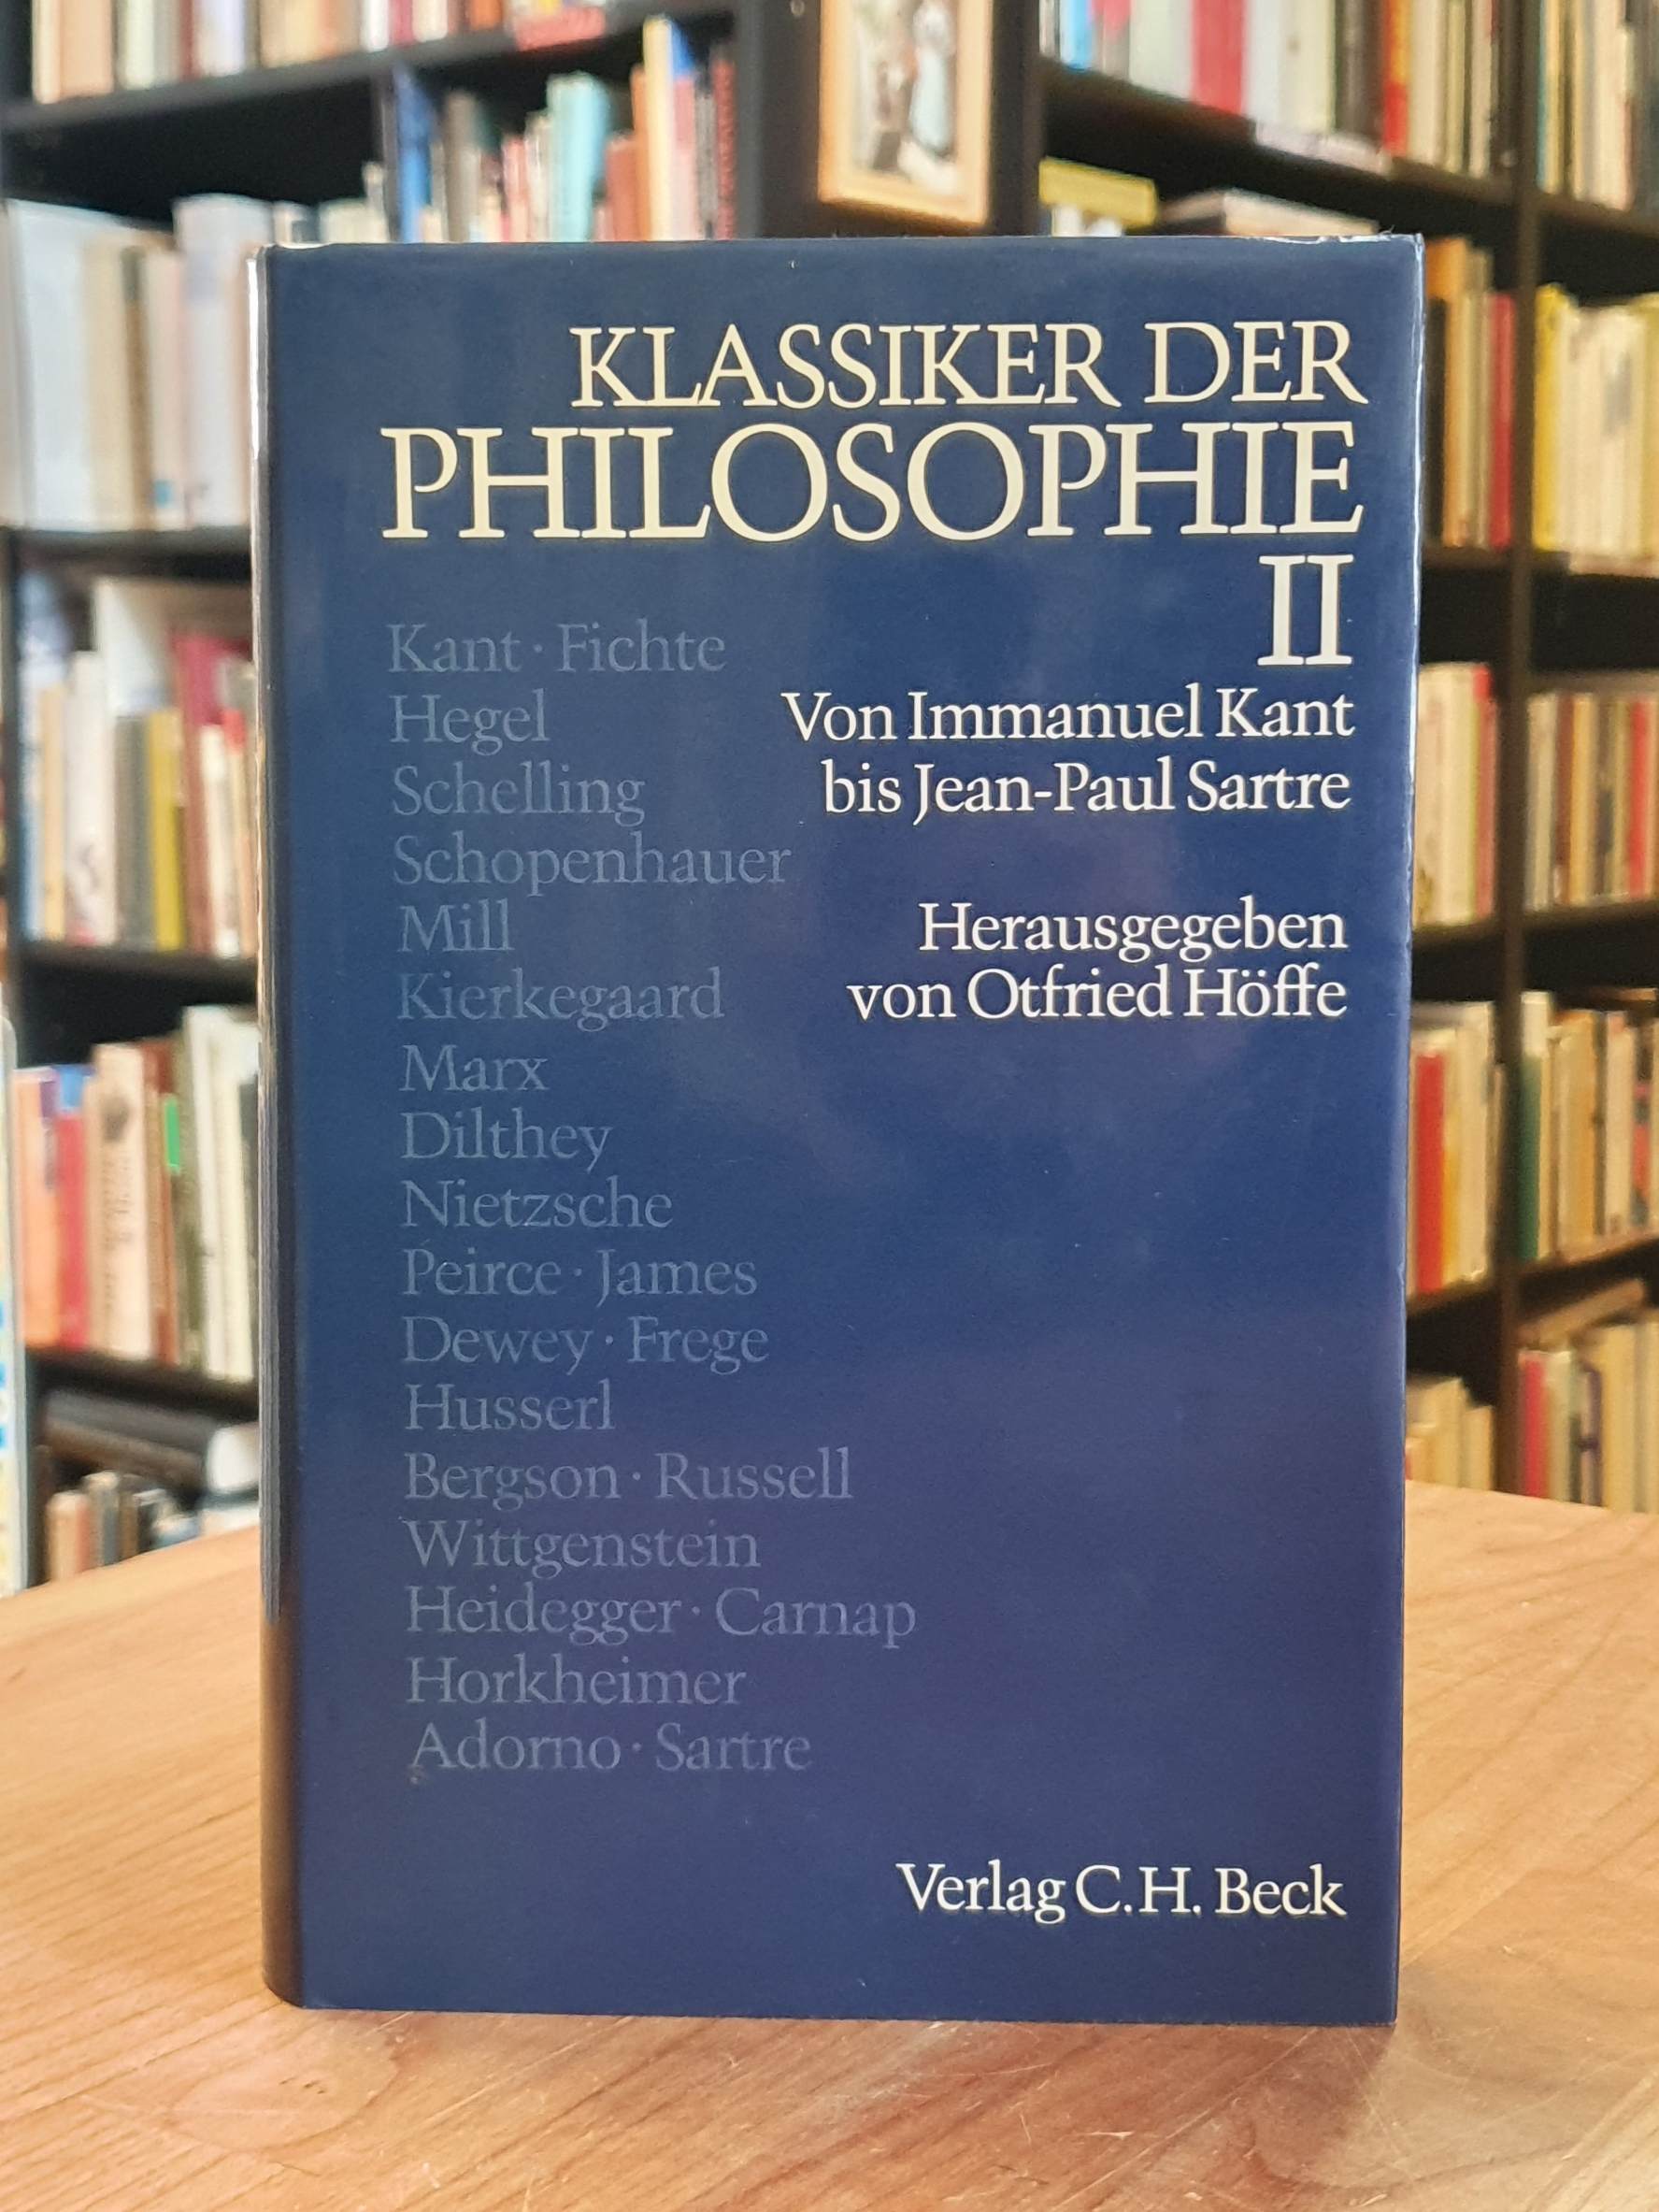 KLASSIKER DER
PHILOSOPHIE
II
Von Immanuel Kant
bis Jean-Paul Sartre
Herausgegeben
von Otfried Höffe
Kant · Fichte
Hegel
Schelling
Schopenhauer
Mill
Kierkegaard
Marx
Dilthey
Nietzsche
Peirce · James
Dewey · Frege
Husserl
Bergson · Russell
Wittgenstein
Heidegger · Carnap
Horkheimer
Adorno · Sartre
Verlag C.H. Beck